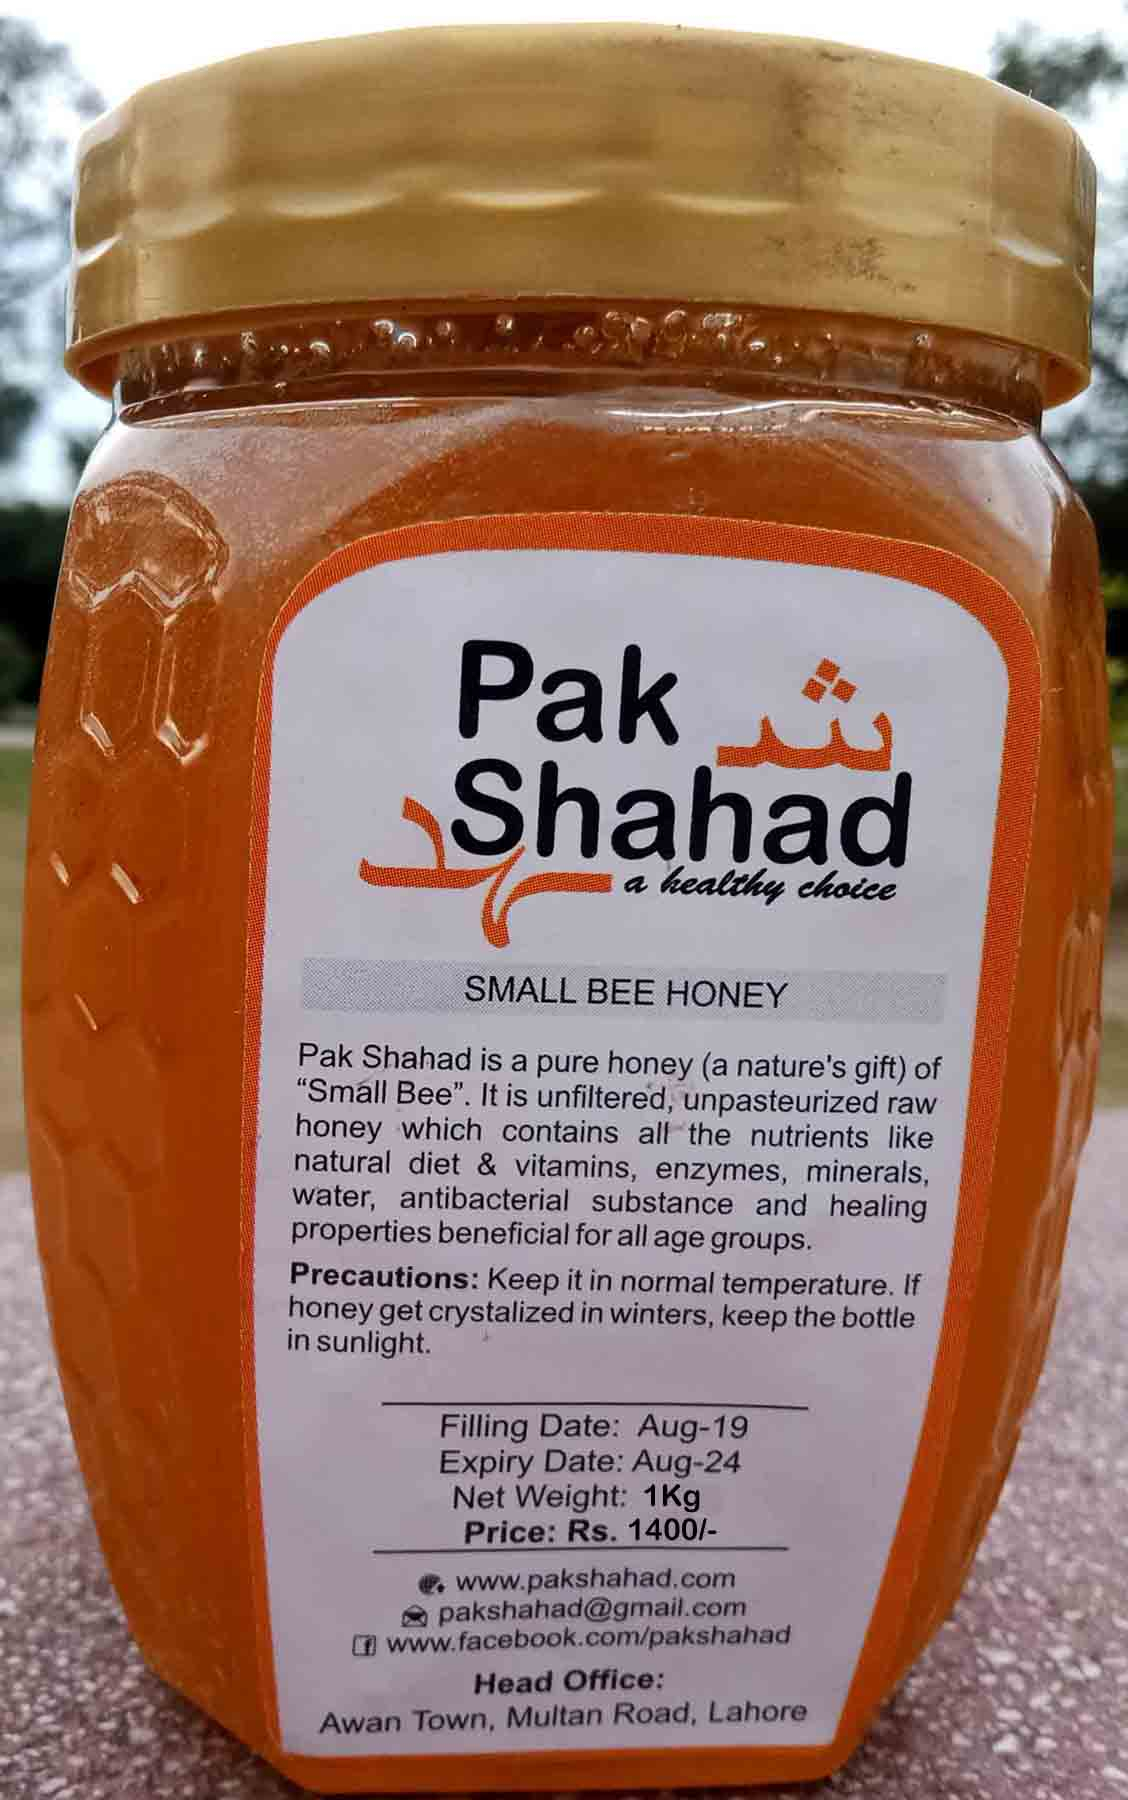 Pak
شہد
Shahad
a healthy choice
SMALL BEE HONEY
Pak Shahad is a pure honey (a nature's gift) of
“Small Bee”. It is unfiltered, unpasteurized raw
honey which contains all the nutrients like
natural diet & vitamins, enzymes, minerals,
water, antibacterial substance and healing
properties beneficial for all age groups.
Precautions: Keep it in normal temperature. If
honey get crystalized in winters, keep the bottle
in sunlight.
Filling Date: Aug-19
Expiry Date: Aug-24
Net Weight: 1Kg
Price: Rs. 1400/-
www.pakshahad.com
pakshahad@gmail.com
www.facebook.com/pakshahad
Head Office:
Awan Town, Multan Road, Lahore